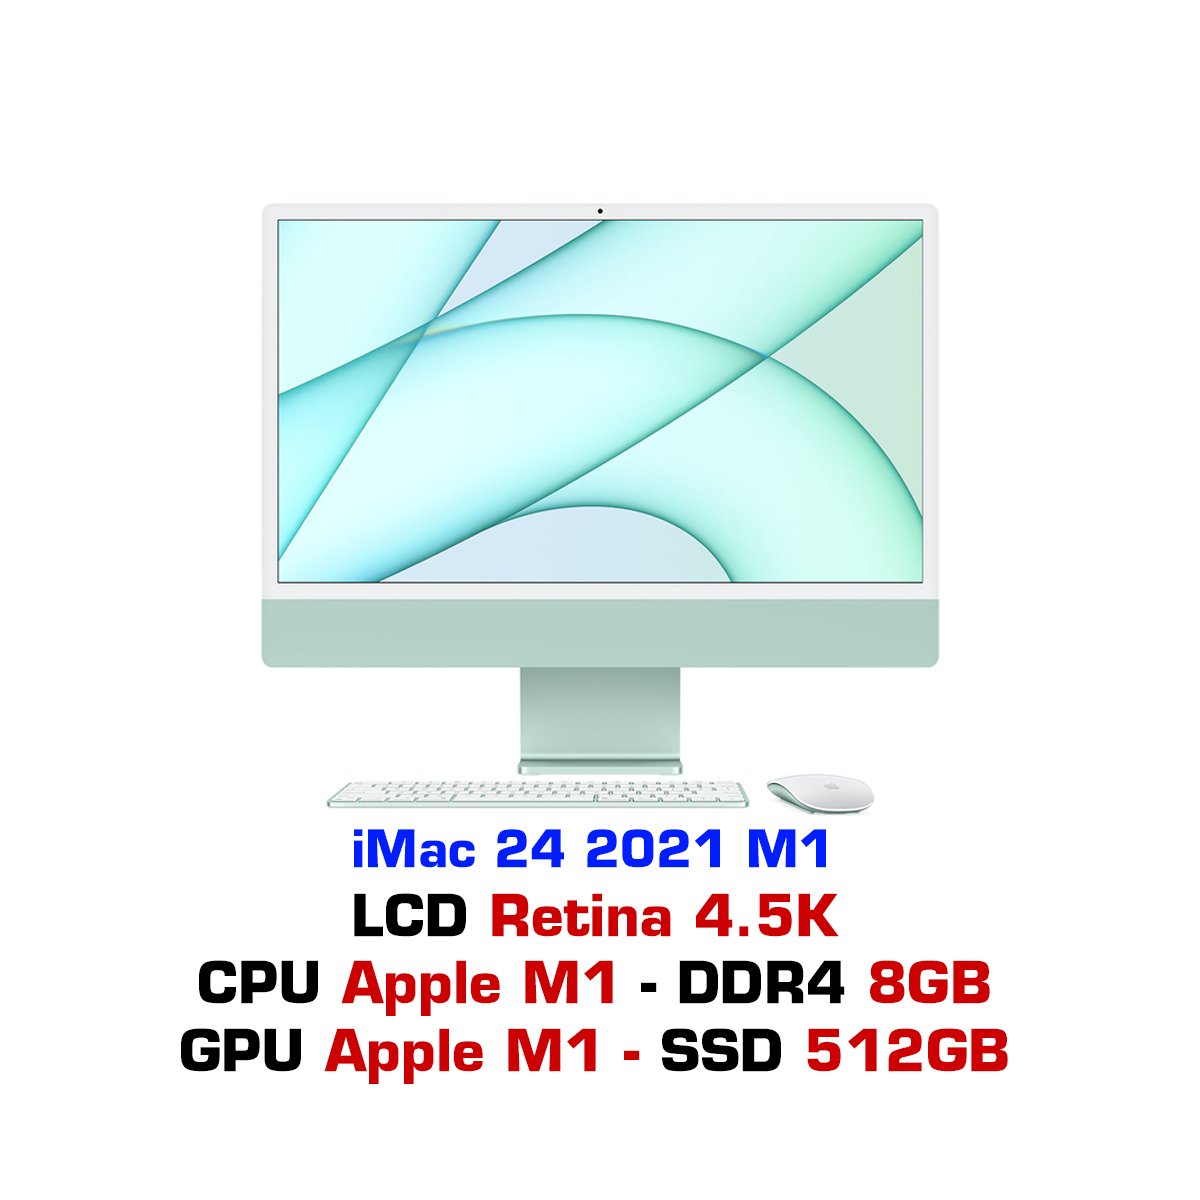 iMac 24 2021 M1
LCD Retina 4.5K
CPU Apple M1 - DDR4 8GB
GPU Apple M1 - SSD 512GB